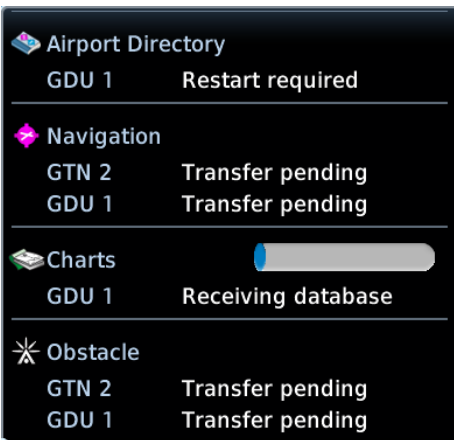 Airport Directory
GDU 1 Restart required
Navigation
GTN 2 Transfer pending
GDU 1 Transfer pending
Charts
GDU 1 Receiving database
Obstacle
GTN 2 Transfer pending
GDU 1 Transfer pending